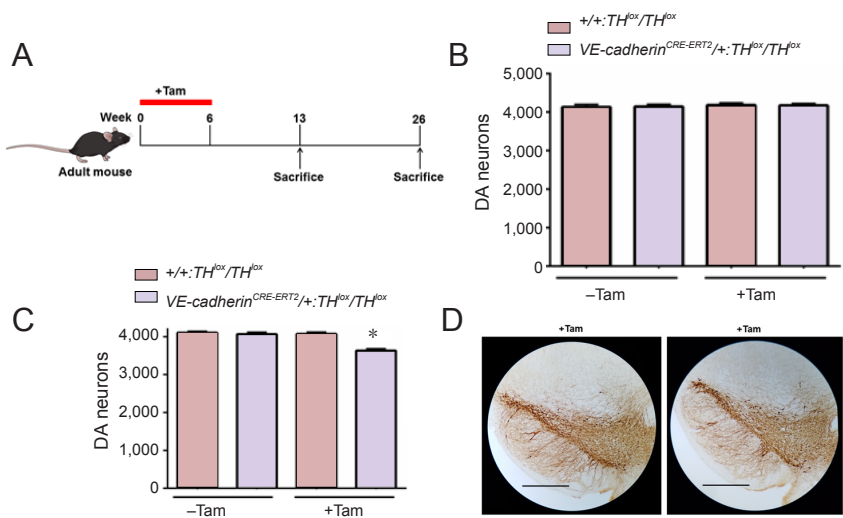 A
+Tam
Week 0 6 13 26
Adult mouse
Sacrifice Sacrifice
B
+/+:TH^lox/TH^lox
VE-cadherin^CRE-ERT2/+:TH^lox/TH^lox
DA neurons
5,000
4,000
3,000
2,000
1,000
0
–Tam +Tam
C
+/+:TH^lox/TH^lox
VE-cadherin^CRE-ERT2/+:TH^lox/TH^lox
DA neurons
4,000
3,000
2,000
1,000
0
*
–Tam +Tam
D
+Tam +Tam